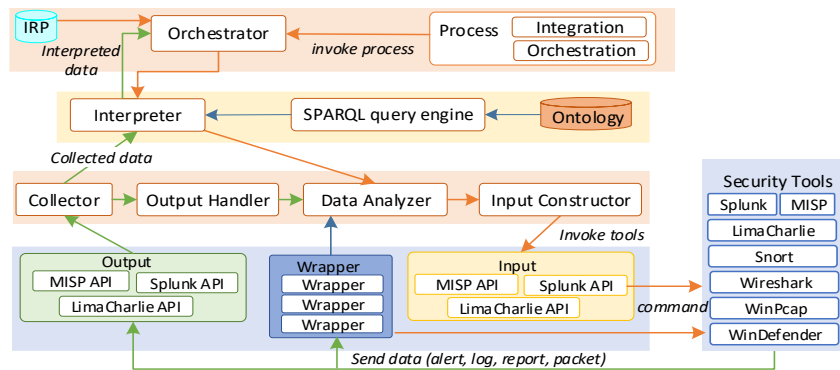 IRP
Orchestrator
Process
Integration
Orchestration
invoke process
Interpreted
data
Interpreter
SPARQL query engine
Ontology
Collected data
Collector
Output Handler
Data Analyzer
Input Constructor
Invoke tools
Output
MISP API
Splunk API
LimaCharlie API
Wrapper
Wrapper
Wrapper
Wrapper
Input
MISP API
Splunk API
LimaCharlie API
command
Security Tools
Splunk
MISP
LimaCharlie
Snort
Wireshark
WinPcap
WinDefender
Send data (alert, log, report, packet)